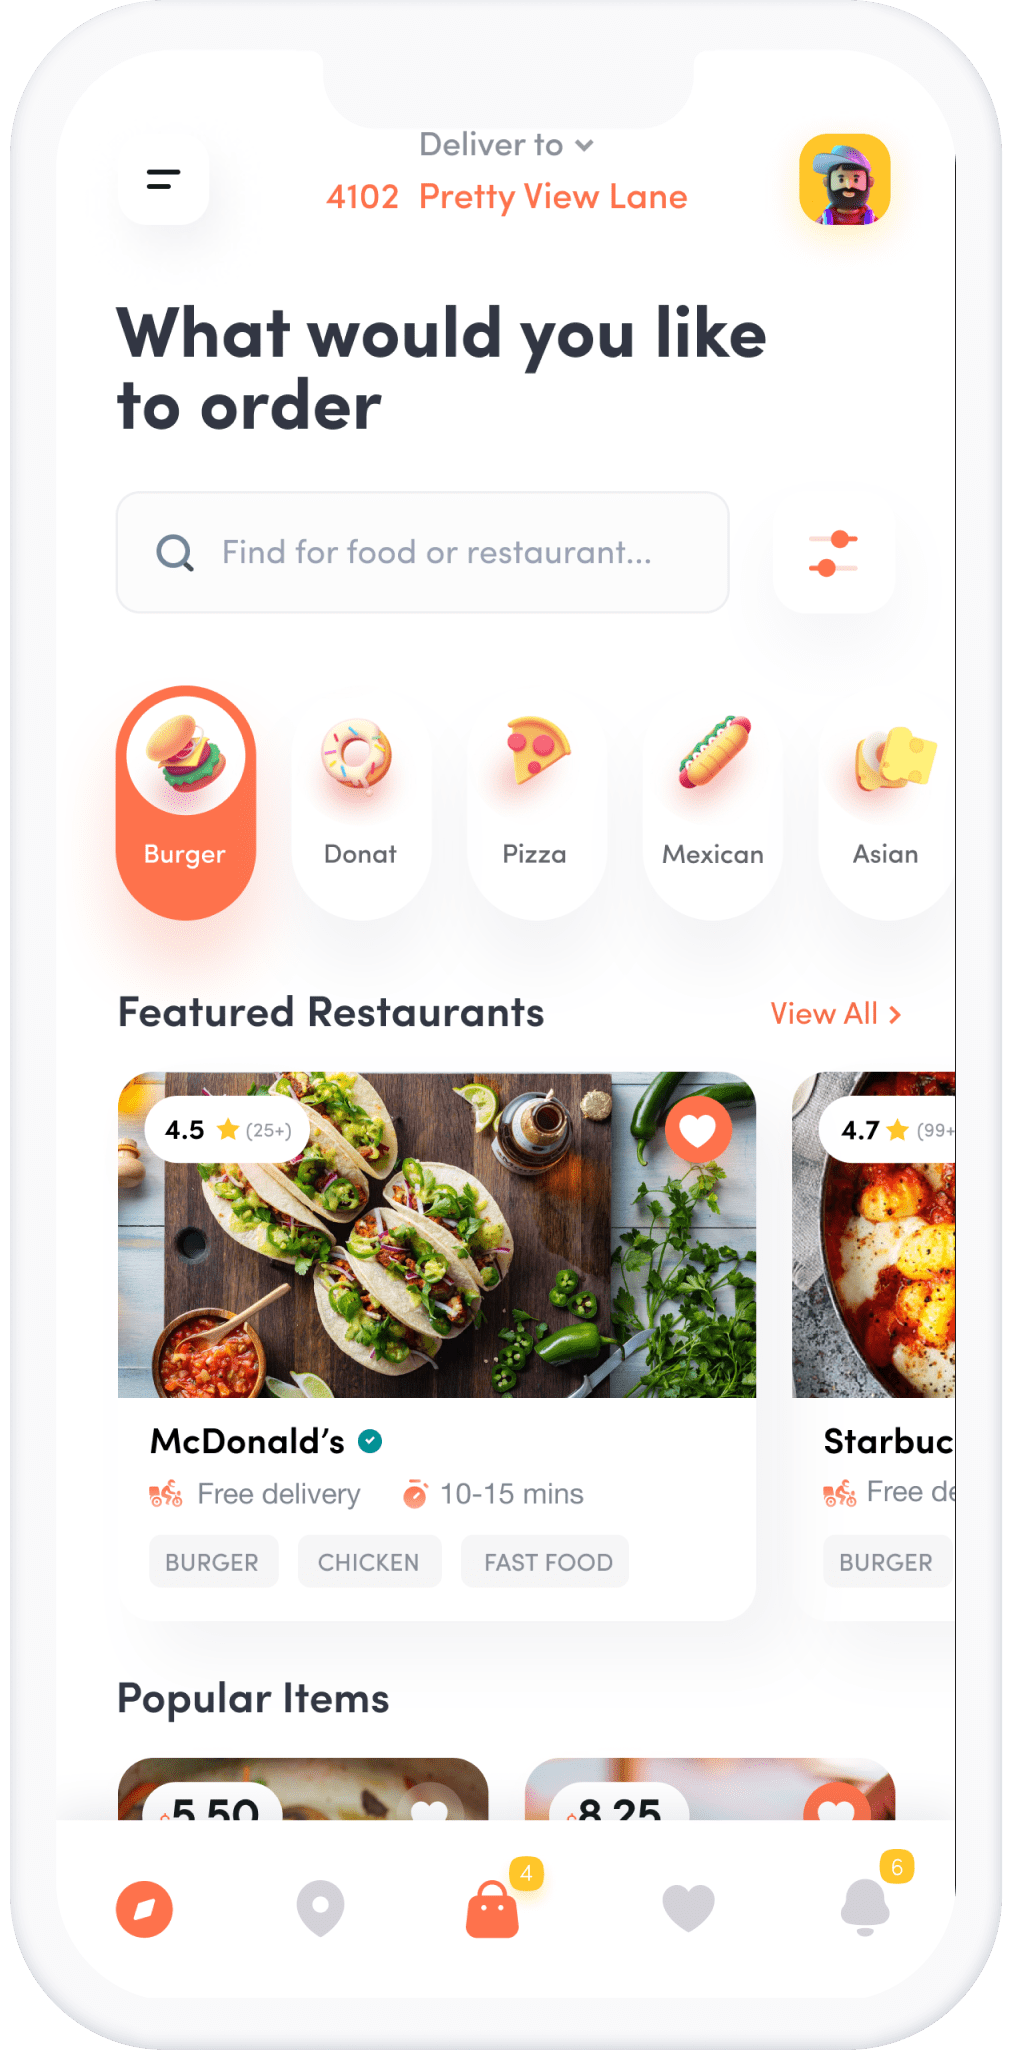 Deliver to
4102 Pretty View Lane
What would you like
to order
Find for food or restaurant...
Burger
Donat
Pizza
Mexican
Asian
Featured Restaurants
View All
4.5 (25+)
4.7 (99+
McDonald's
Starbuc
Free delivery
10-15 mins
Free de
BURGER
CHICKEN
FAST FOOD
BURGER
Popular Items
$5.50
$8.25
4
6